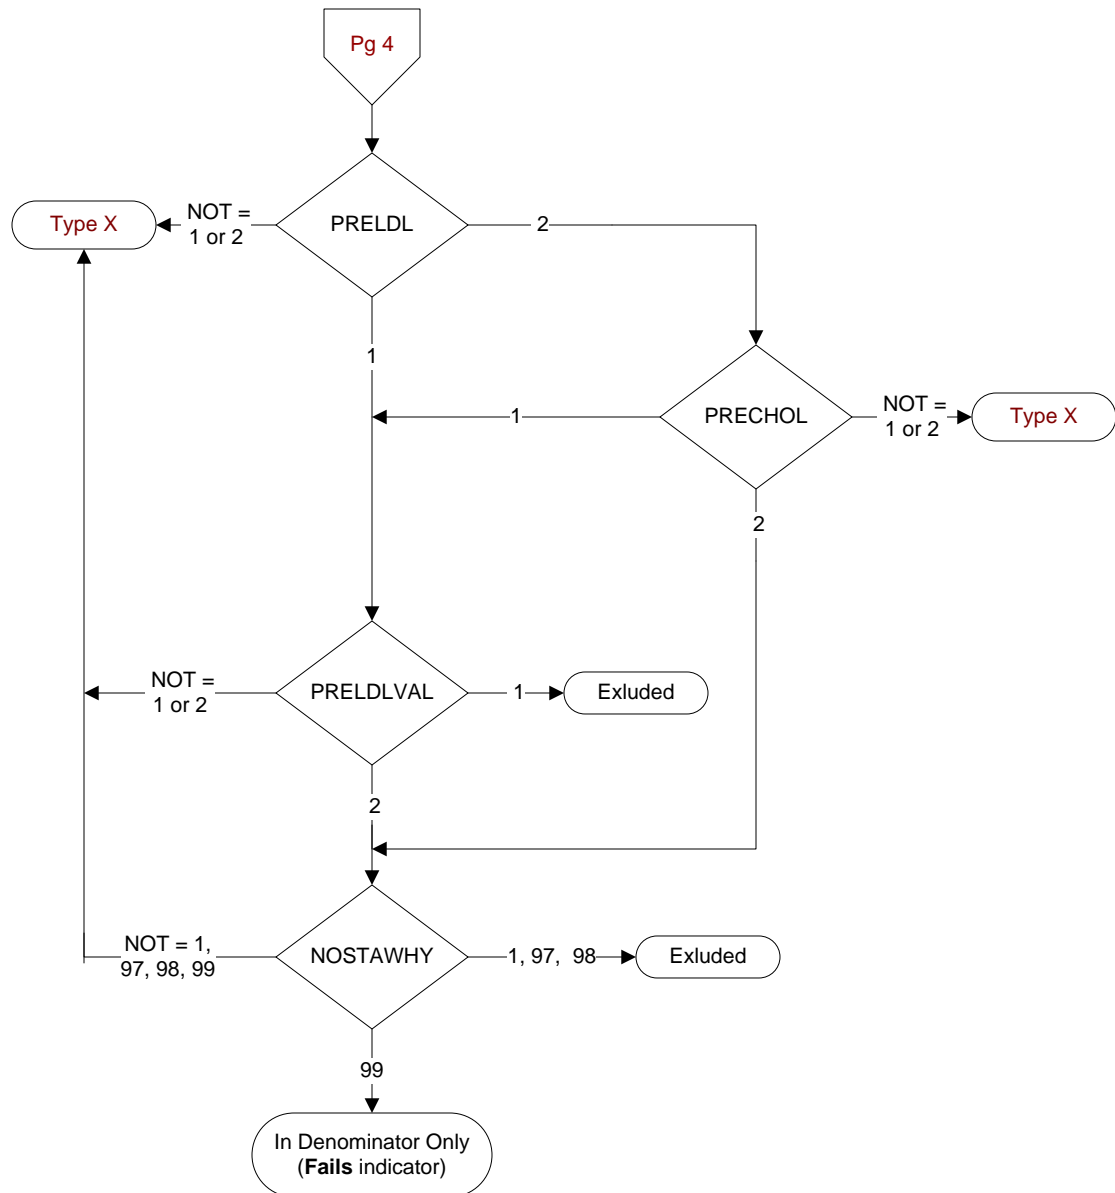 Pg 4
Type X
NOT =
1 or 2
PRELDL
2
1
1
PRECHOL
NOT =
1 or 2
Type X
2
NOT =
1 or 2
PRELDLVAL
1
Exluded
2
NOT = 1,
97, 98, 99
NOSTAWHY
1, 97, 98
Exluded
99
In Denominator Only
(Fails indicator)